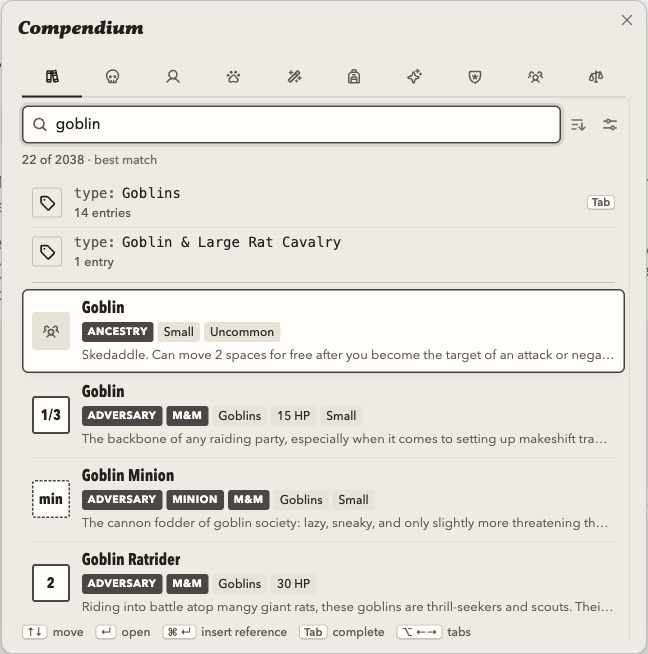 Compendium
goblin
22 of 2038 · best match
type: Goblins
14 entries
Tab
type: Goblin & Large Rat Cavalry
1 entry
Goblin
ANCESTRY Small Uncommon
Skedaddle. Can move 2 spaces for free after you become the target of an attack or nega…
1/3
Goblin
ADVERSARY M&M Goblins 15 HP Small
The backbone of any raiding party, especially when it comes to setting up makeshift tra…
min
Goblin Minion
ADVERSARY MINION M&M Goblins Small
The cannon fodder of goblin society: lazy, sneaky, and only slightly more threatening th…
2
Goblin Ratrider
ADVERSARY M&M Goblins 30 HP
Riding into battle atop mangy giant rats, these goblins are thrill-seekers and scouts. Thei…
↑↓ move ↵ open ⌘↵ insert reference Tab complete ⌥←→ tabs